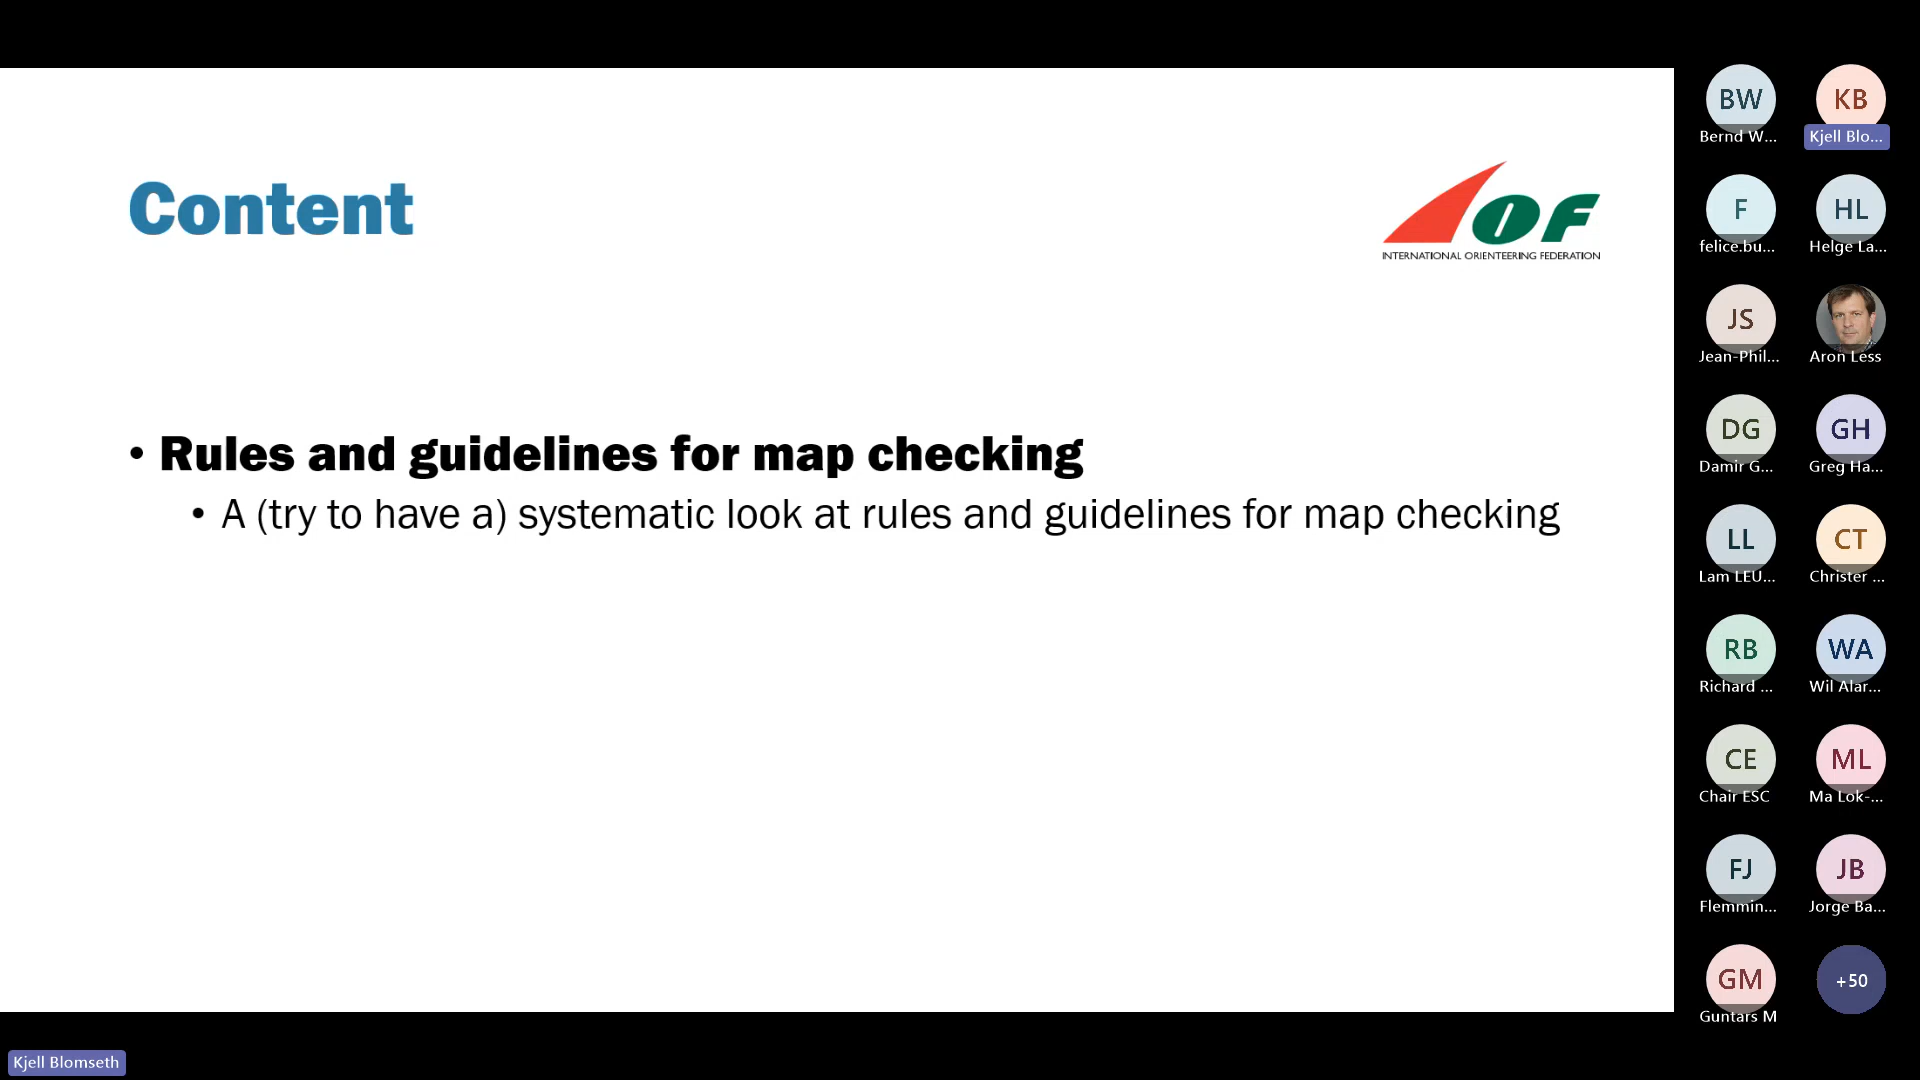 Content
IOF
INTERNATIONAL ORIENTEERING FEDERATION
• Rules and guidelines for map checking
• A (try to have a) systematic look at rules and guidelines for map checking
BW
Bernd W...
KB
Kjell Blo...
F
felice.bu...
HL
Helge La...
JS
Jean-Phil...
Aron Less
DG
Damir G...
GH
Greg Ha...
LL
Lam LEU...
CT
Christer ...
RB
Richard ...
WA
Wil Alar...
CE
Chair ESC
ML
Ma Lok-...
FJ
Flemmin...
JB
Jorge Ba...
GM
Guntars M
+50
Kjell Blomseth